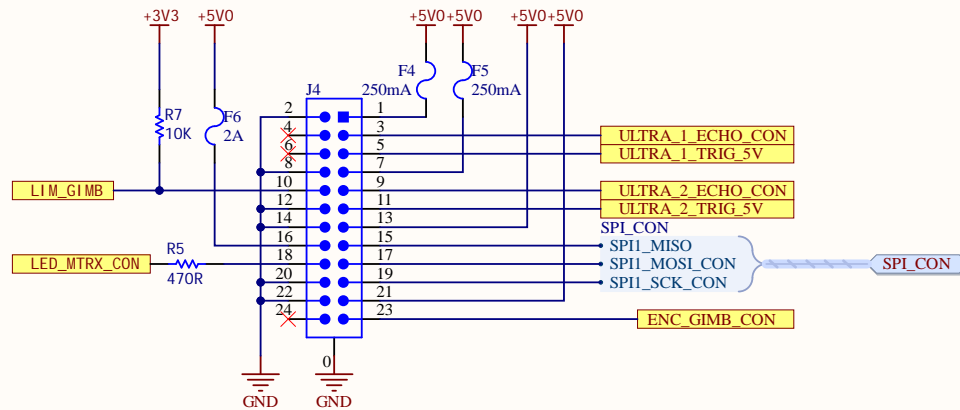 +3V3 +5V0 +5V0 +5V0 +5V0 +5V0
F4 F5
250mA 250mA
J4
R7 F6
10K 2A
2 1
4 3 ULTRA_1_ECHO_CON
6 5 ULTRA_1_TRIG_5V
8 7
LIM_GIMB 10 9 ULTRA_2_ECHO_CON
12 11 ULTRA_2_TRIG_5V
14 13 SPI_CON
16 15 SPI1_MISO
LED_MTRX_CON R5 470R 18 17 SPI1_MOSI_CON SPI_CON
20 19 SPI1_SCK_CON
22 21
24 23 ENC_GIMB_CON
0
GND GND